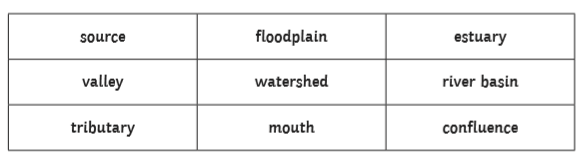 source floodplain estuary
valley watershed river basin
tributary mouth confluence